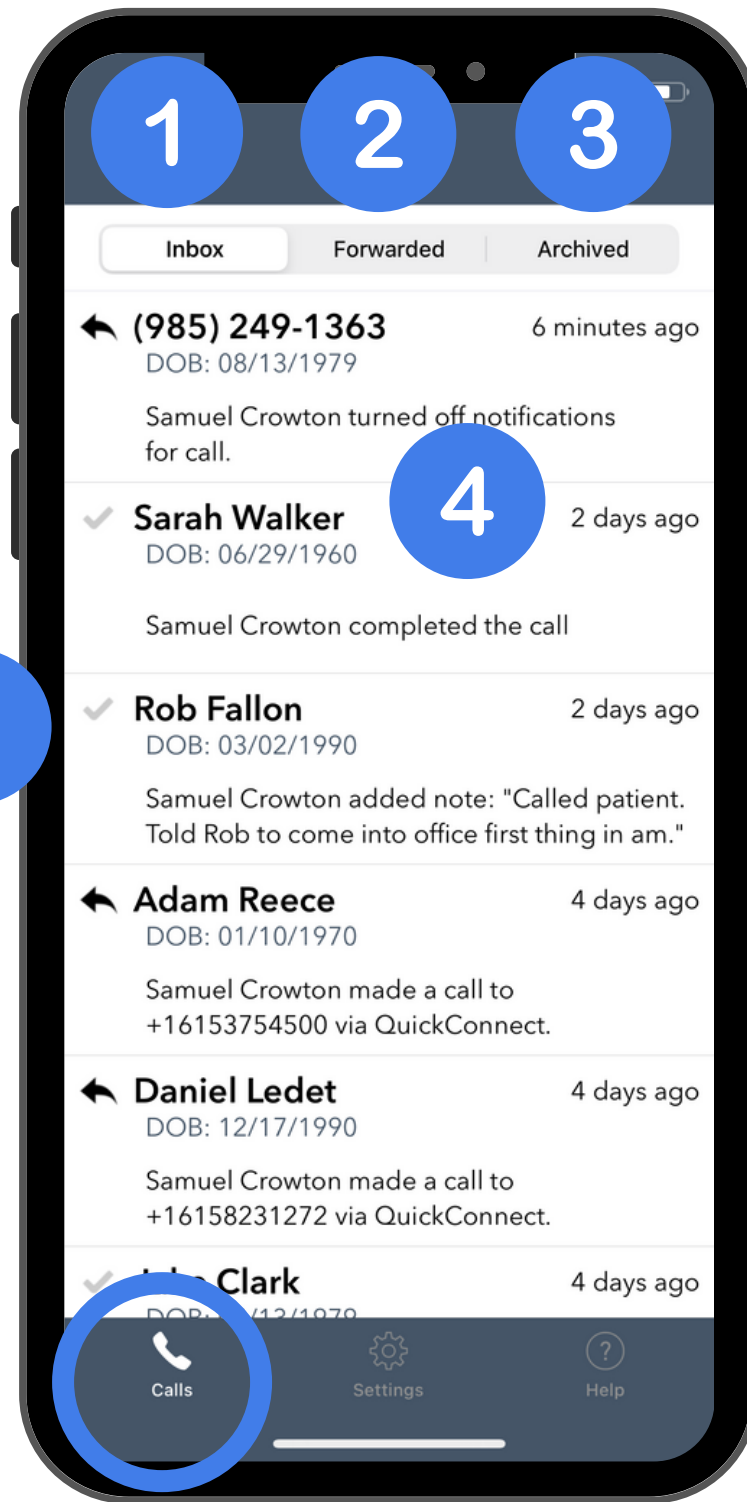 1 2 3
Inbox Forwarded Archived
(985) 249-1363 6 minutes ago
DOB: 08/13/1979
Samuel Crowton turned off notifications
for call.
4
Sarah Walker 2 days ago
DOB: 06/29/1960
Samuel Crowton completed the call
Rob Fallon 2 days ago
DOB: 03/02/1990
Samuel Crowton added note: "Called patient.
Told Rob to come into office first thing in am."
Adam Reece 4 days ago
DOB: 01/10/1970
Samuel Crowton made a call to
+16153754500 via QuickConnect.
Daniel Ledet 4 days ago
DOB: 12/17/1990
Samuel Crowton made a call to
+16158231272 via QuickConnect.
Clark 4 days ago
Calls Settings ? Help